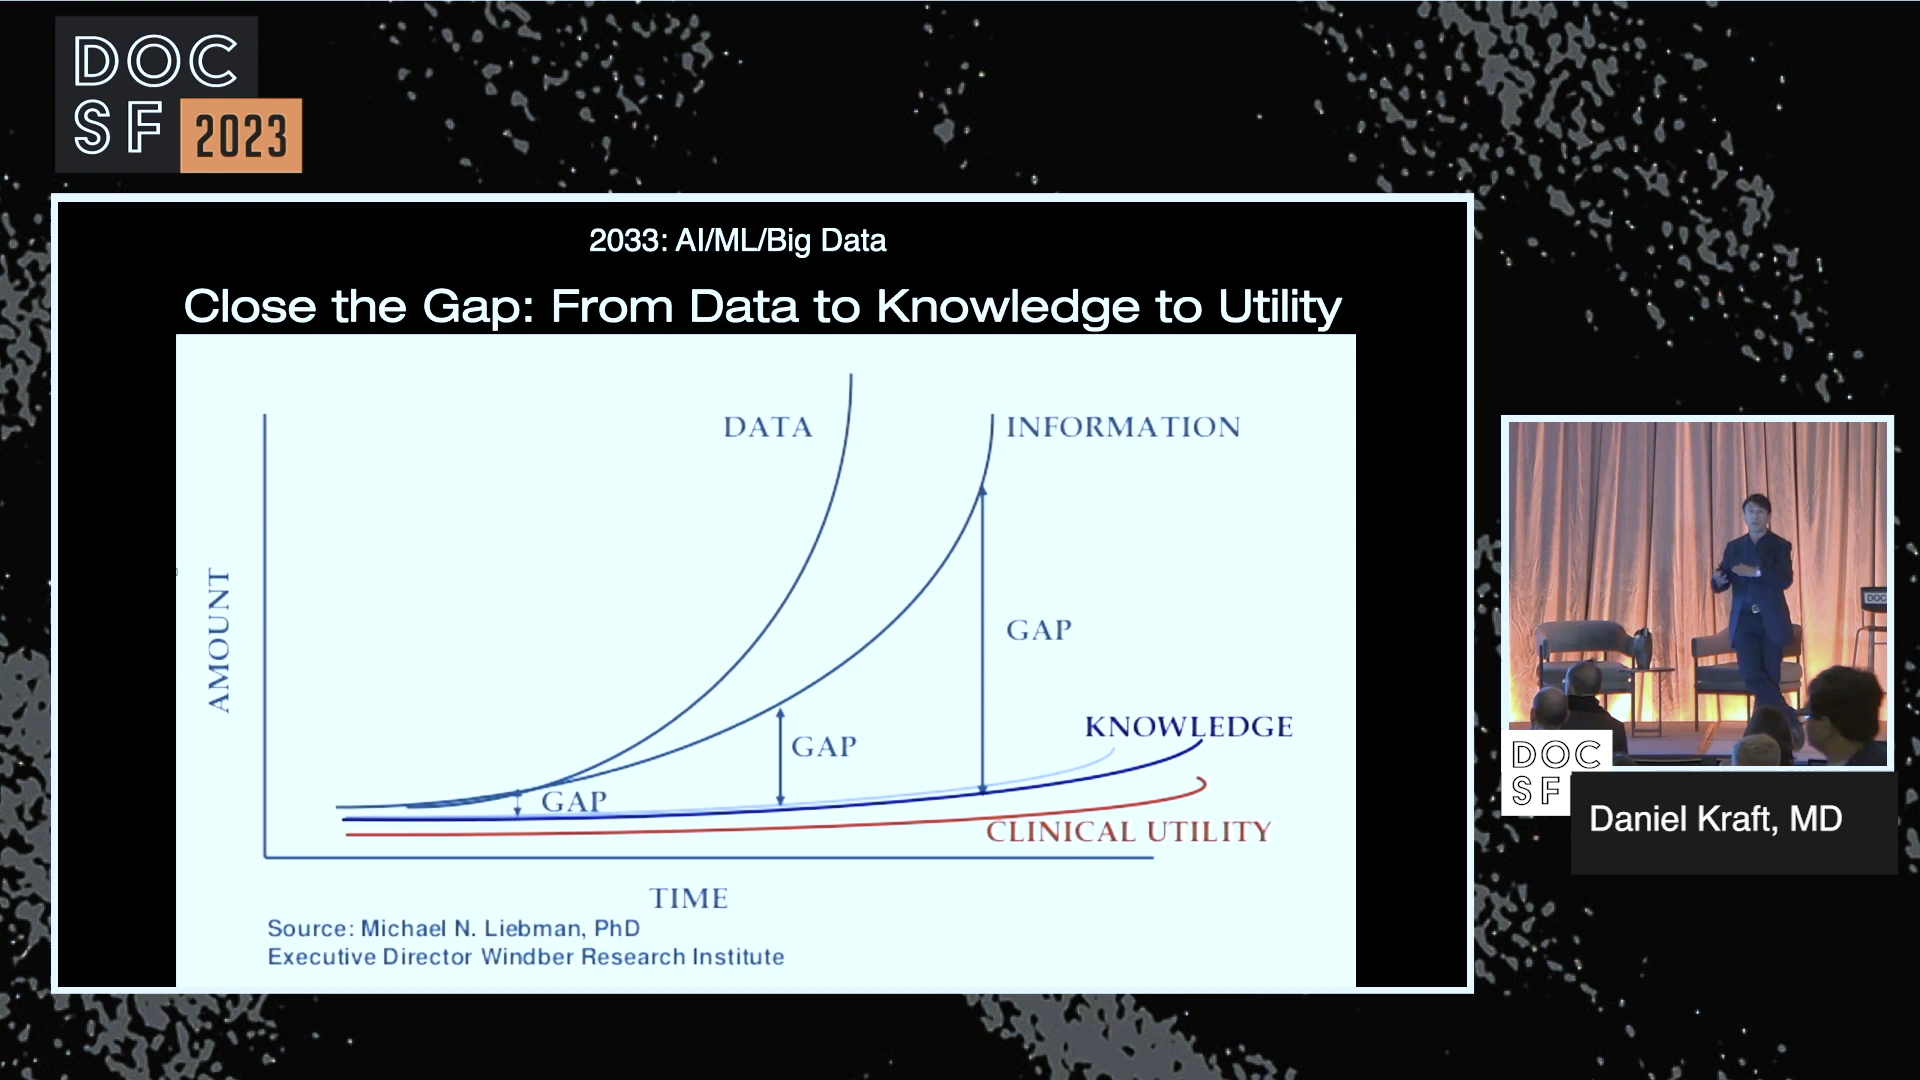 DOC
SF 2023
2033: AI/ML/Big Data
Close the Gap: From Data to Knowledge to Utility
DATA
INFORMATION
AMOUNT
GAP
GAP
GAP
KNOWLEDGE
CLINICAL UTILITY
TIME
Source: Michael N. Liebman, PhD
Executive Director Windber Research Institute
DOC
DOC
SF
Daniel Kraft, MD